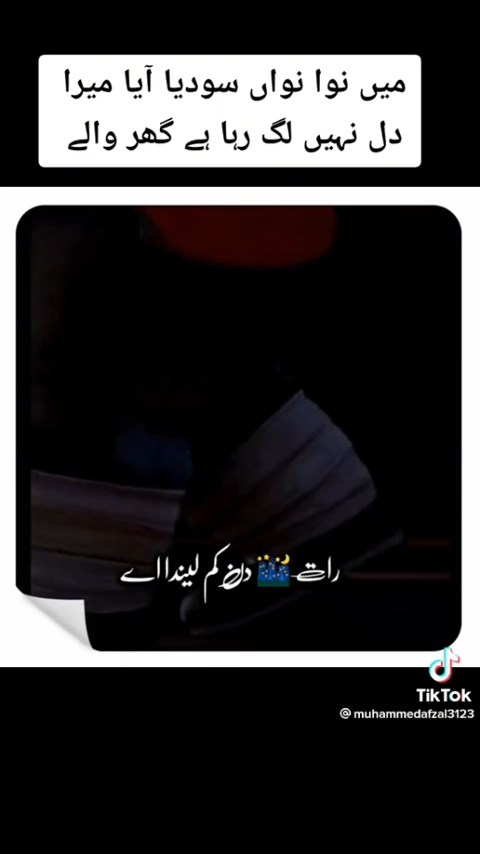 میں نوا نواں سودیا آیا میرا
دل نہیں لگ رہا ہے گھر والے
رات 🌃 دن کم لیندا اے
TikTok
@muhammedafzal3123